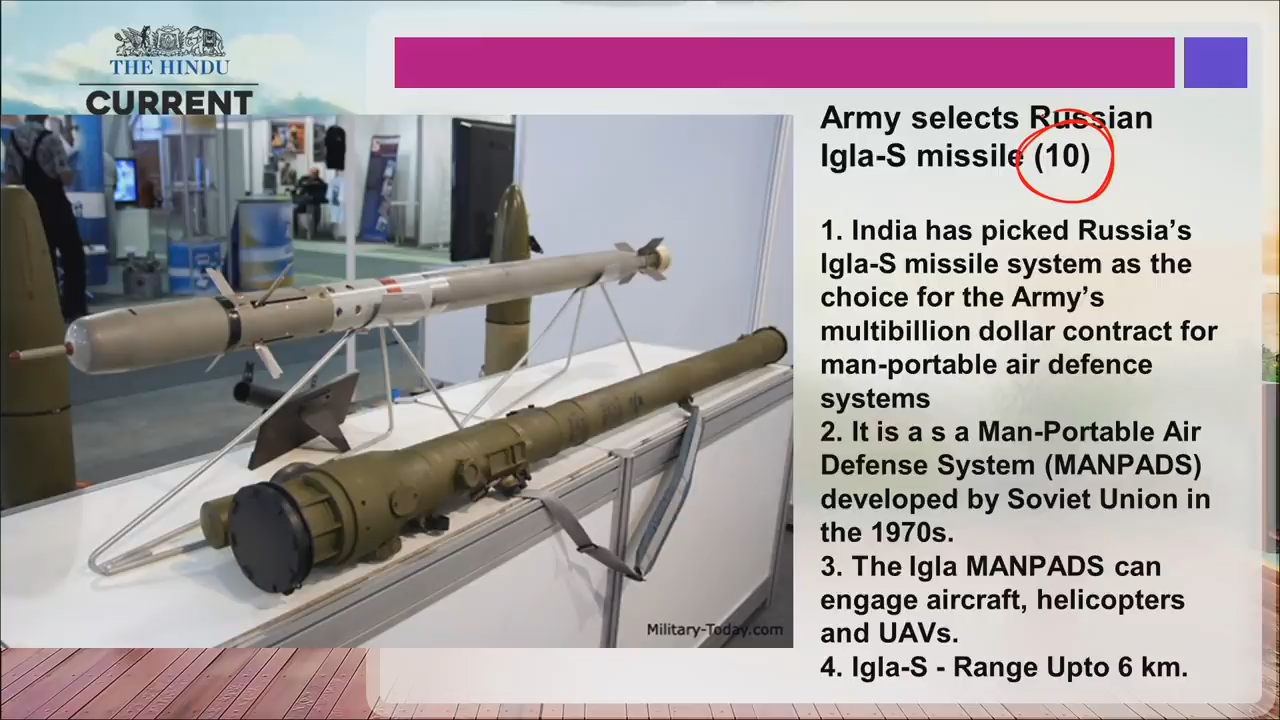 THE HINDU
CURRENT
Army selects Russian
Igla-S missile (10)
1. India has picked Russia’s
Igla-S missile system as the
choice for the Army’s
multibillion dollar contract for
man-portable air defence
systems
2. It is a s a Man-Portable Air
Defense System (MANPADS)
developed by Soviet Union in
the 1970s.
3. The Igla MANPADS can
engage aircraft, helicopters
and UAVs.
4. Igla-S - Range Upto 6 km.
Military-Today.com